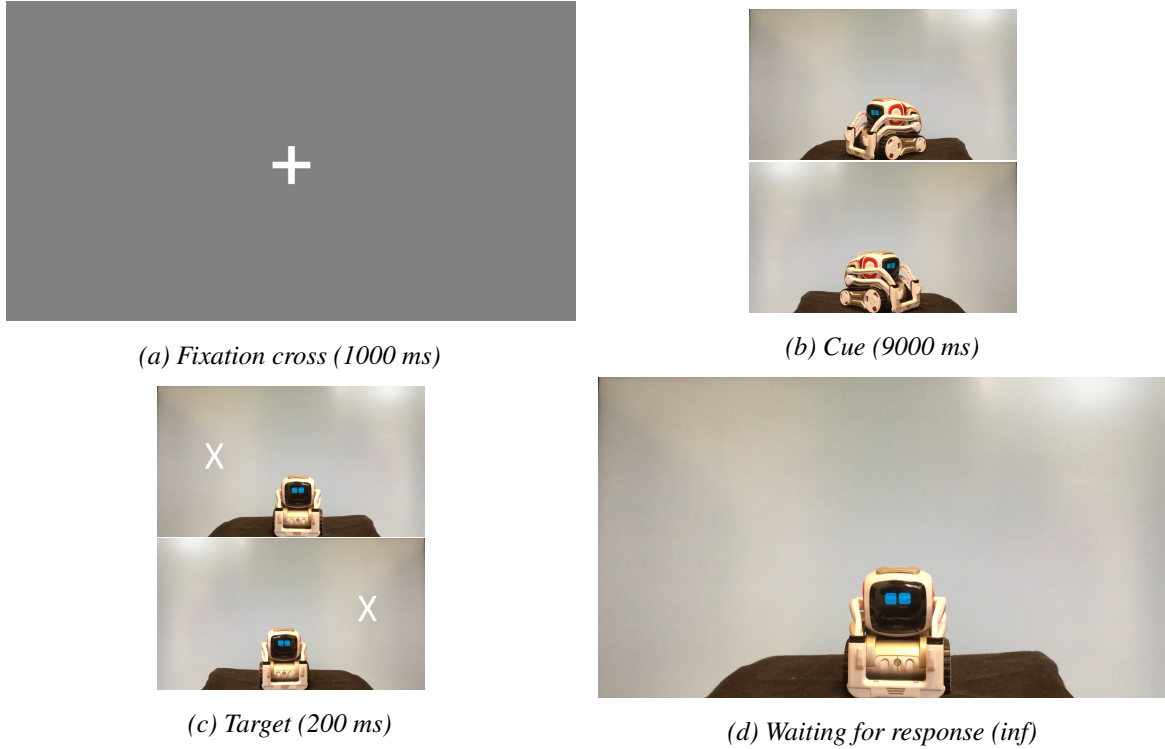 (a) Fixation cross (1000 ms)
(b) Cue (9000 ms)
X
X
(c) Target (200 ms)
(d) Waiting for response (inf)